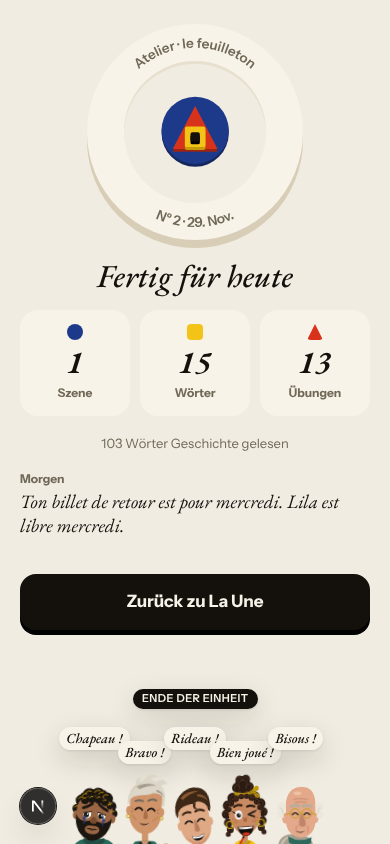 Atelier · le feuilleton
N° 2 · 29. Nov.
Fertig für heute
1
Szene
15
Wörter
13
Übungen
103 Wörter Geschichte gelesen
Morgen
Ton billet de retour est pour mercredi. Lila est
libre mercredi.
Zurück zu La Une
ENDE DER EINHEIT
Chapeau !
Rideau !
Bisous !
Bravo !
Bien joué !
N